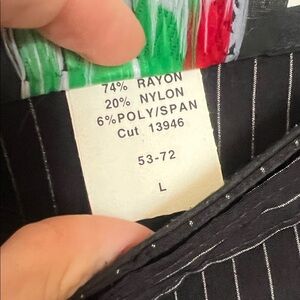 74% RAYON
20% NYLON
6%POLY/SPAN
Cut 13946
53-72
L